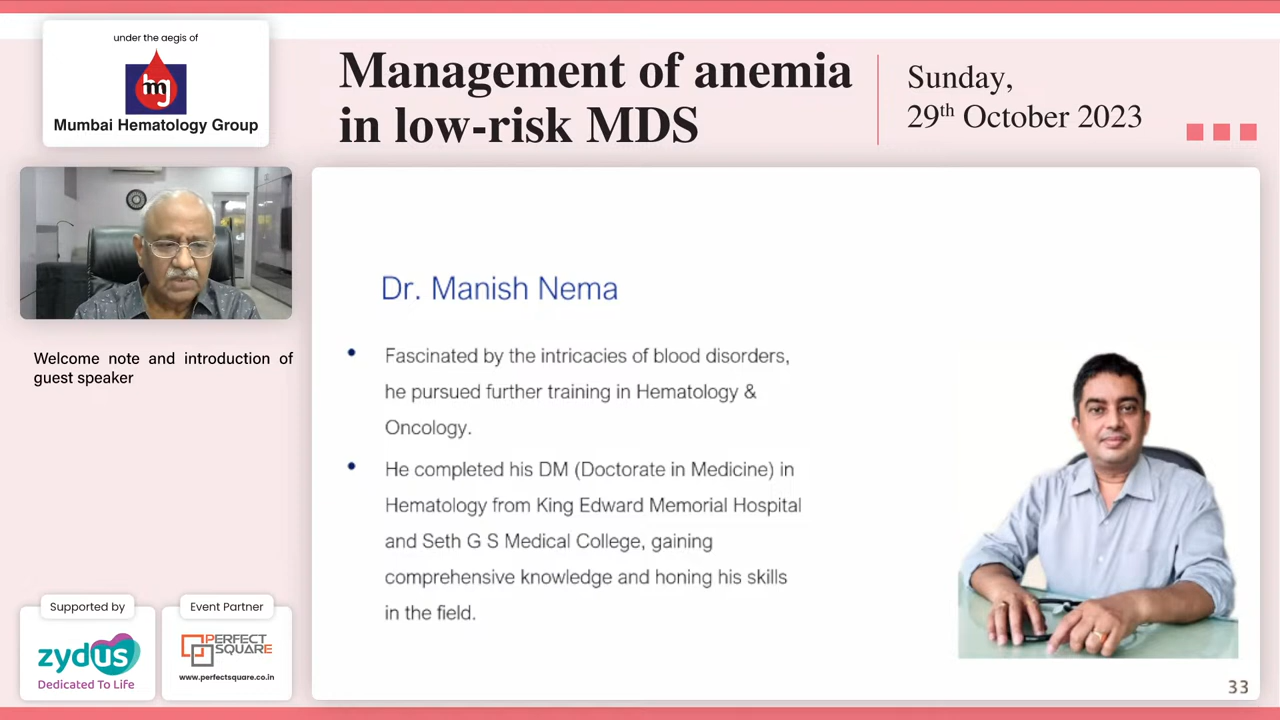 under the aegis of
mg
Mumbai Hematology Group
Management of anemia
in low-risk MDS
Sunday,
29th October 2023
Welcome note and introduction of
guest speaker
Dr. Manish Nema
• Fascinated by the intricacies of blood disorders,
he pursued further training in Hematology &
Oncology.
• He completed his DM (Doctorate in Medicine) in
Hematology from King Edward Memorial Hospital
and Seth G S Medical College, gaining
comprehensive knowledge and honing his skills
in the field.
Supported by
zydus
Dedicated To Life
Event Partner
PERFECT
SQUARE
www.perfectsquare.co.in
33